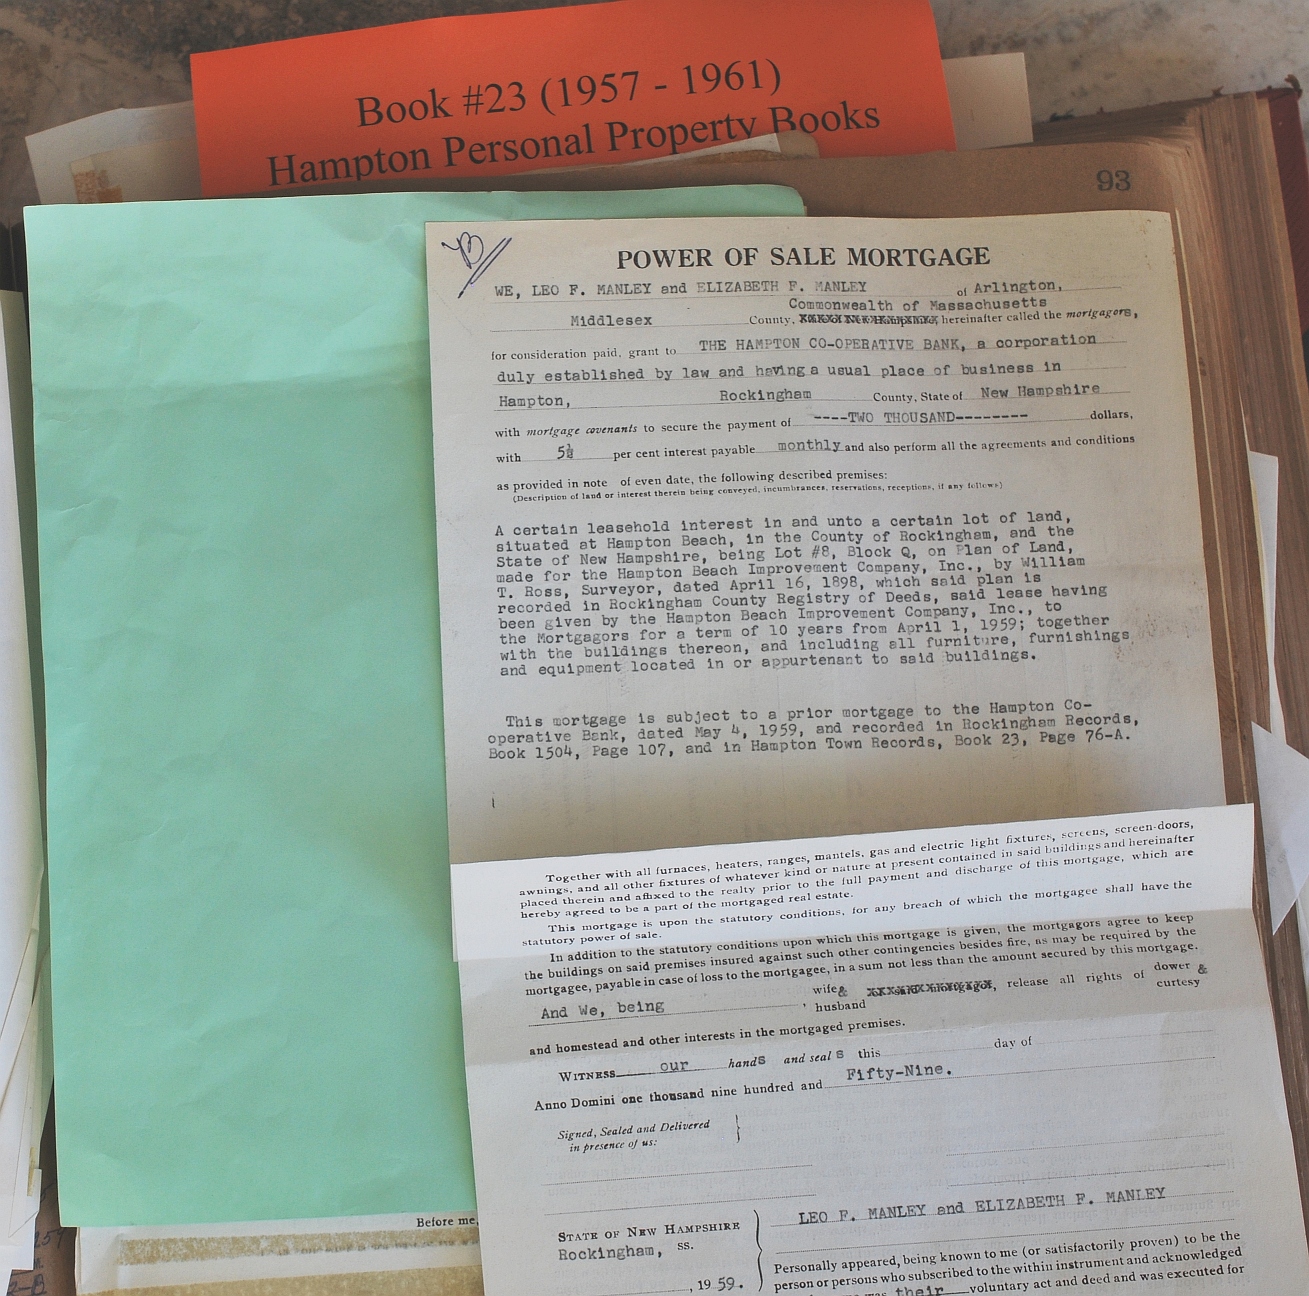 Book #23 (1957 - 1961)
Hampton Personal Property Books
93
POWER OF SALE MORTGAGE
WE, LEO F. MANLEY and ELIZABETH F. MANLEY of Arlington,
Commonwealth of Massachusetts
Middlesex County, hereinafter called the mortgagors,
for consideration paid, grant to THE HAMPTON CO-OPERATIVE BANK, a corporation
duly established by law and having a usual place of business in
Hampton, Rockingham County, State of New Hampshire
with mortgage covenants to secure the payment of ----TWO THOUSAND-------- dollars,
with 5½ per cent interest payable monthly and also perform all the agreements and conditions
as provided in note of even date, the following described premises:
(Description of land or interest therein being conveyed, incumbrances, reservations, receptions, if any follows)
A certain leasehold interest in and unto a certain lot of land,
situated at Hampton Beach, in the County of Rockingham, and the
State of New Hampshire, being Lot #8, Block Q, on Plan of Land,
made for the Hampton Beach Improvement Company, Inc., by William
T. Ross, Surveyor, dated April 16, 1898, which said plan is
recorded in Rockingham County Registry of Deeds, said lease having
been given by the Hampton Beach Improvement Company, Inc., to
the Mortgagors for a term of 10 years from April 1, 1959; together
with the buildings thereon, and including all furniture, furnishings
and equipment located in or appurtenant to said buildings.
This mortgage is subject to a prior mortgage to the Hampton Co-
operative Bank, dated May 4, 1959, and recorded in Rockingham Records,
Book 1504, Page 107, and in Hampton Town Records, Book 23, Page 76-A.
Together with all furnaces, heaters, ranges, mantels, gas and electric light fixtures, screens, screen-doors,
awnings, and all other fixtures of whatever kind or nature at present contained in said buildings and hereinafter
placed therein and affixed to the realty prior to the full payment and discharge of this mortgage, which are
hereby agreed to be a part of the mortgaged real estate.
This mortgage is upon the statutory conditions, for any breach of which the mortgagee shall have the
statutory power of sale.
In addition to the statutory conditions upon which this mortgage is given, the mortgagors agree to keep
the buildings on said premises insured against such other contingencies besides fire, as may be required by the
mortgagee, payable in case of loss to the mortgagee, in a sum not less than the amount secured by this mortgage.
And We, being , wife & husband release all rights of dower & curtesy
and homestead and other interests in the mortgaged premises.
WITNESS our hands and seals this day of
Anno Domini one thousand nine hundred and Fifty-Nine.
Signed, Sealed and Delivered
in presence of us:
STATE OF NEW HAMPSHIRE
Rockingham, ss.
, 19 59.
LEO F. MANLEY and ELIZABETH F. MANLEY
Personally appeared, being known to me (or satisfactorily proven) to be the
person or persons who subscribed to the within instrument and acknowledged
their voluntary act and deed and was executed for
Before me,